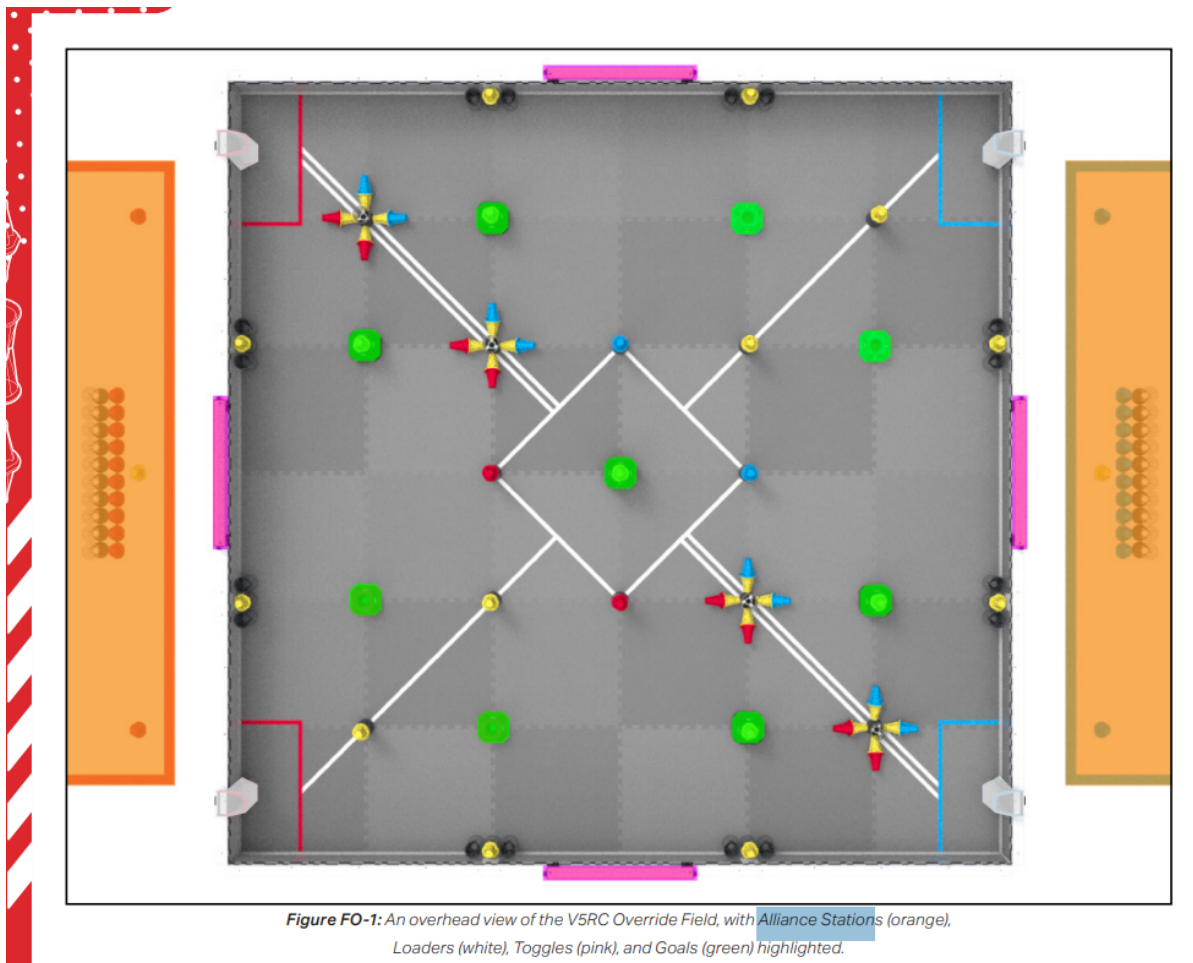 Figure FO-1: An overhead view of the V5RC Override Field, with Alliance Stations (orange),
Loaders (white), Toggles (pink), and Goals (green) highlighted.